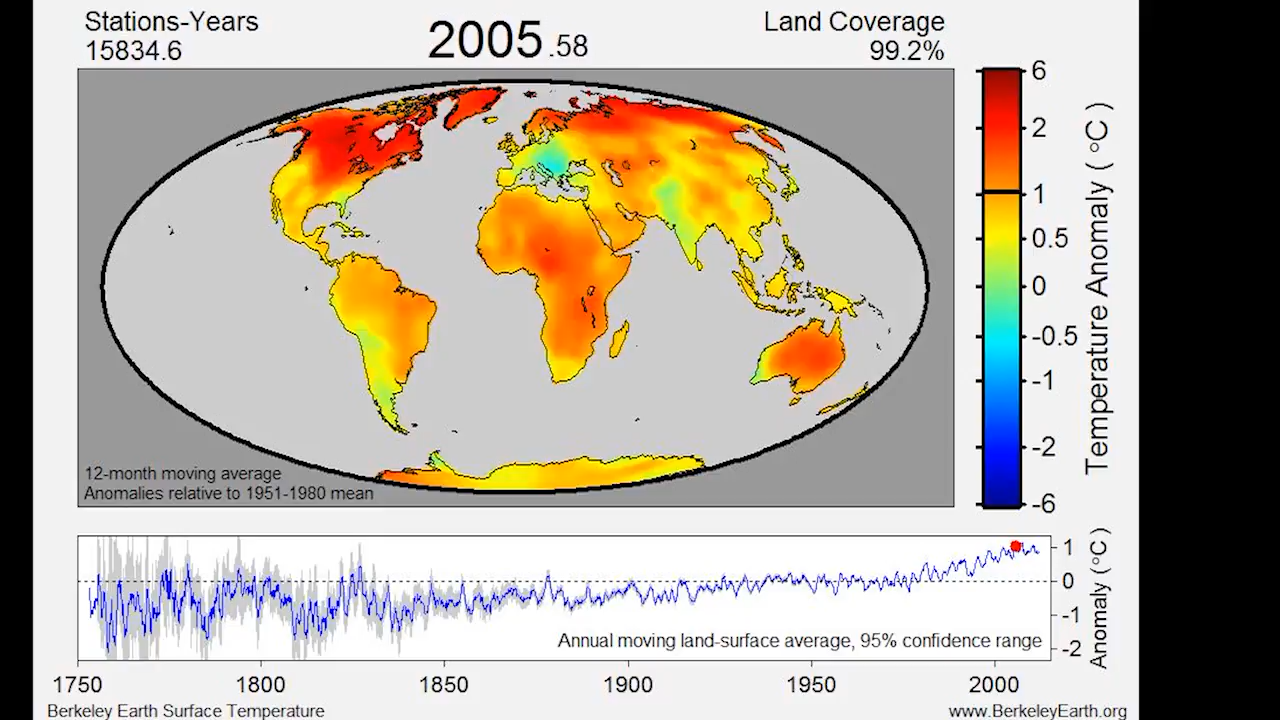 Stations-Years
15834.6
2005.58
Land Coverage
99.2%
6
2
1
0.5
0
-0.5
-1
-2
-6
Temperature Anomaly ( °C )
12-month moving average
Anomalies relative to 1951-1980 mean
1
0
-1
-2
Anomaly ( °C )
Annual moving land-surface average, 95% confidence range
1750 1800 1850 1900 1950 2000
Berkeley Earth Surface Temperature
www.BerkeleyEarth.org